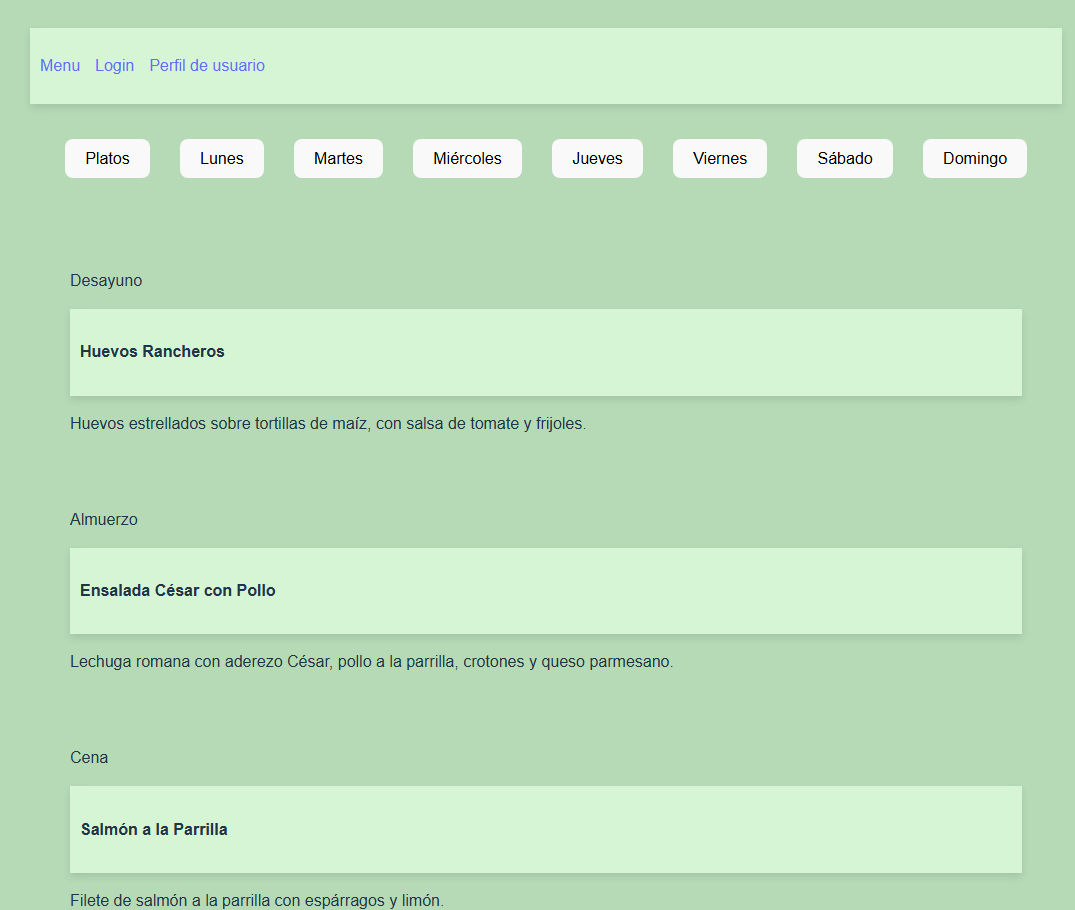 Menu Login Perfil de usuario
Platos Lunes Martes Miércoles Jueves Viernes Sábado Domingo
Desayuno
Huevos Rancheros
Huevos estrellados sobre tortillas de maíz, con salsa de tomate y frijoles.
Almuerzo
Ensalada César con Pollo
Lechuga romana con aderezo César, pollo a la parrilla, crotones y queso parmesano.
Cena
Salmón a la Parrilla
Filete de salmón a la parrilla con espárragos y limón.